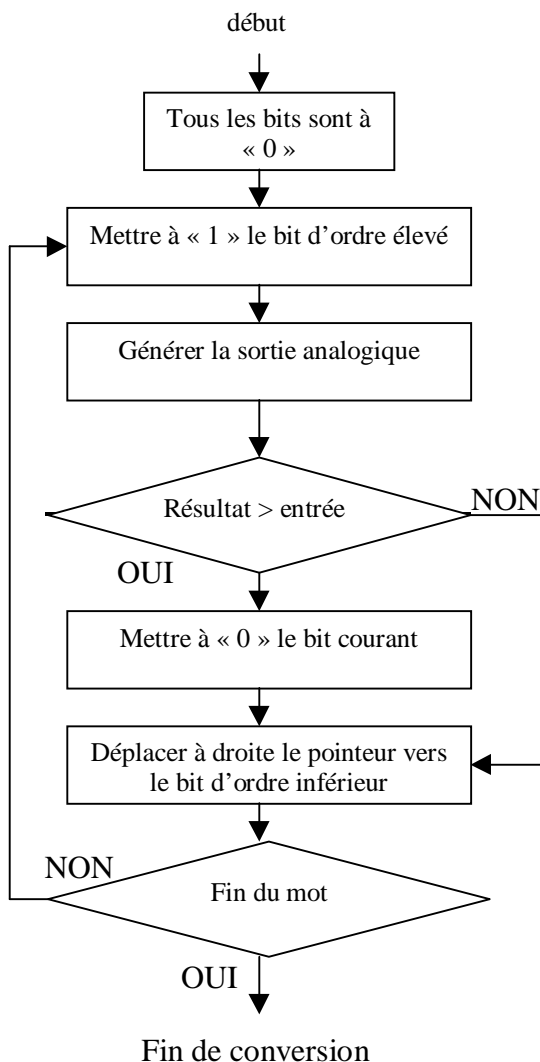 début
Tous les bits sont à
« 0 »
Mettre à « 1 » le bit d’ordre élevé
Générer la sortie analogique
Résultat > entrée
NON
OUI
Mettre à « 0 » le bit courant
Déplacer à droite le pointeur vers
le bit d’ordre inférieur
NON
Fin du mot
OUI
Fin de conversion